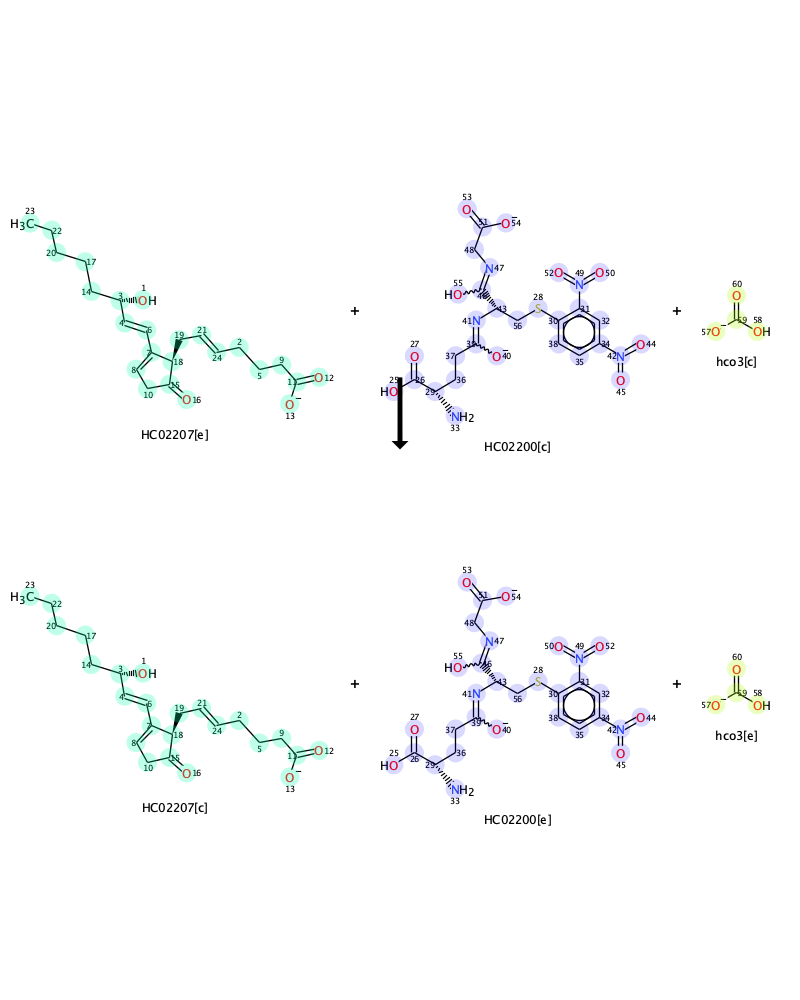 53
23
H₃C
22
20
17
14
3
1
OH
4
6
7
8
10
15
O 16
18
19
21
24
2
5
9
11
O 12
O⁻
13
HC02207[e]
+
O
51
O⁻ 54
48
N 47
55
HO
46
43
56
28
S
41 N
39
O⁻ 40
37
36
27
O
25
HO
26
29
NH₂
33
52 O
49
N
O 50
30
31
32
34
35
38
42 N
O 44
O
45
HC02200[c]
+
60
O
59
57 O⁻
58
OH
hco3[c]
23
H₃C
22
20
17
14
3
1
OH
4
6
7
8
10
15
O 16
18
19
21
24
2
5
9
11
O 12
O⁻
13
HC02207[c]
+
53
O
51
O⁻ 54
48
N 47
55
HO
46
43
56
28
S
41 N
39
O⁻ 40
37
36
27
O
25
HO
26
29
NH₂
33
50 O
49
N
O 52
30
31
32
34
35
38
42 N
O 44
O
45
HC02200[e]
+
60
O
59
57 O⁻
58
OH
hco3[e]